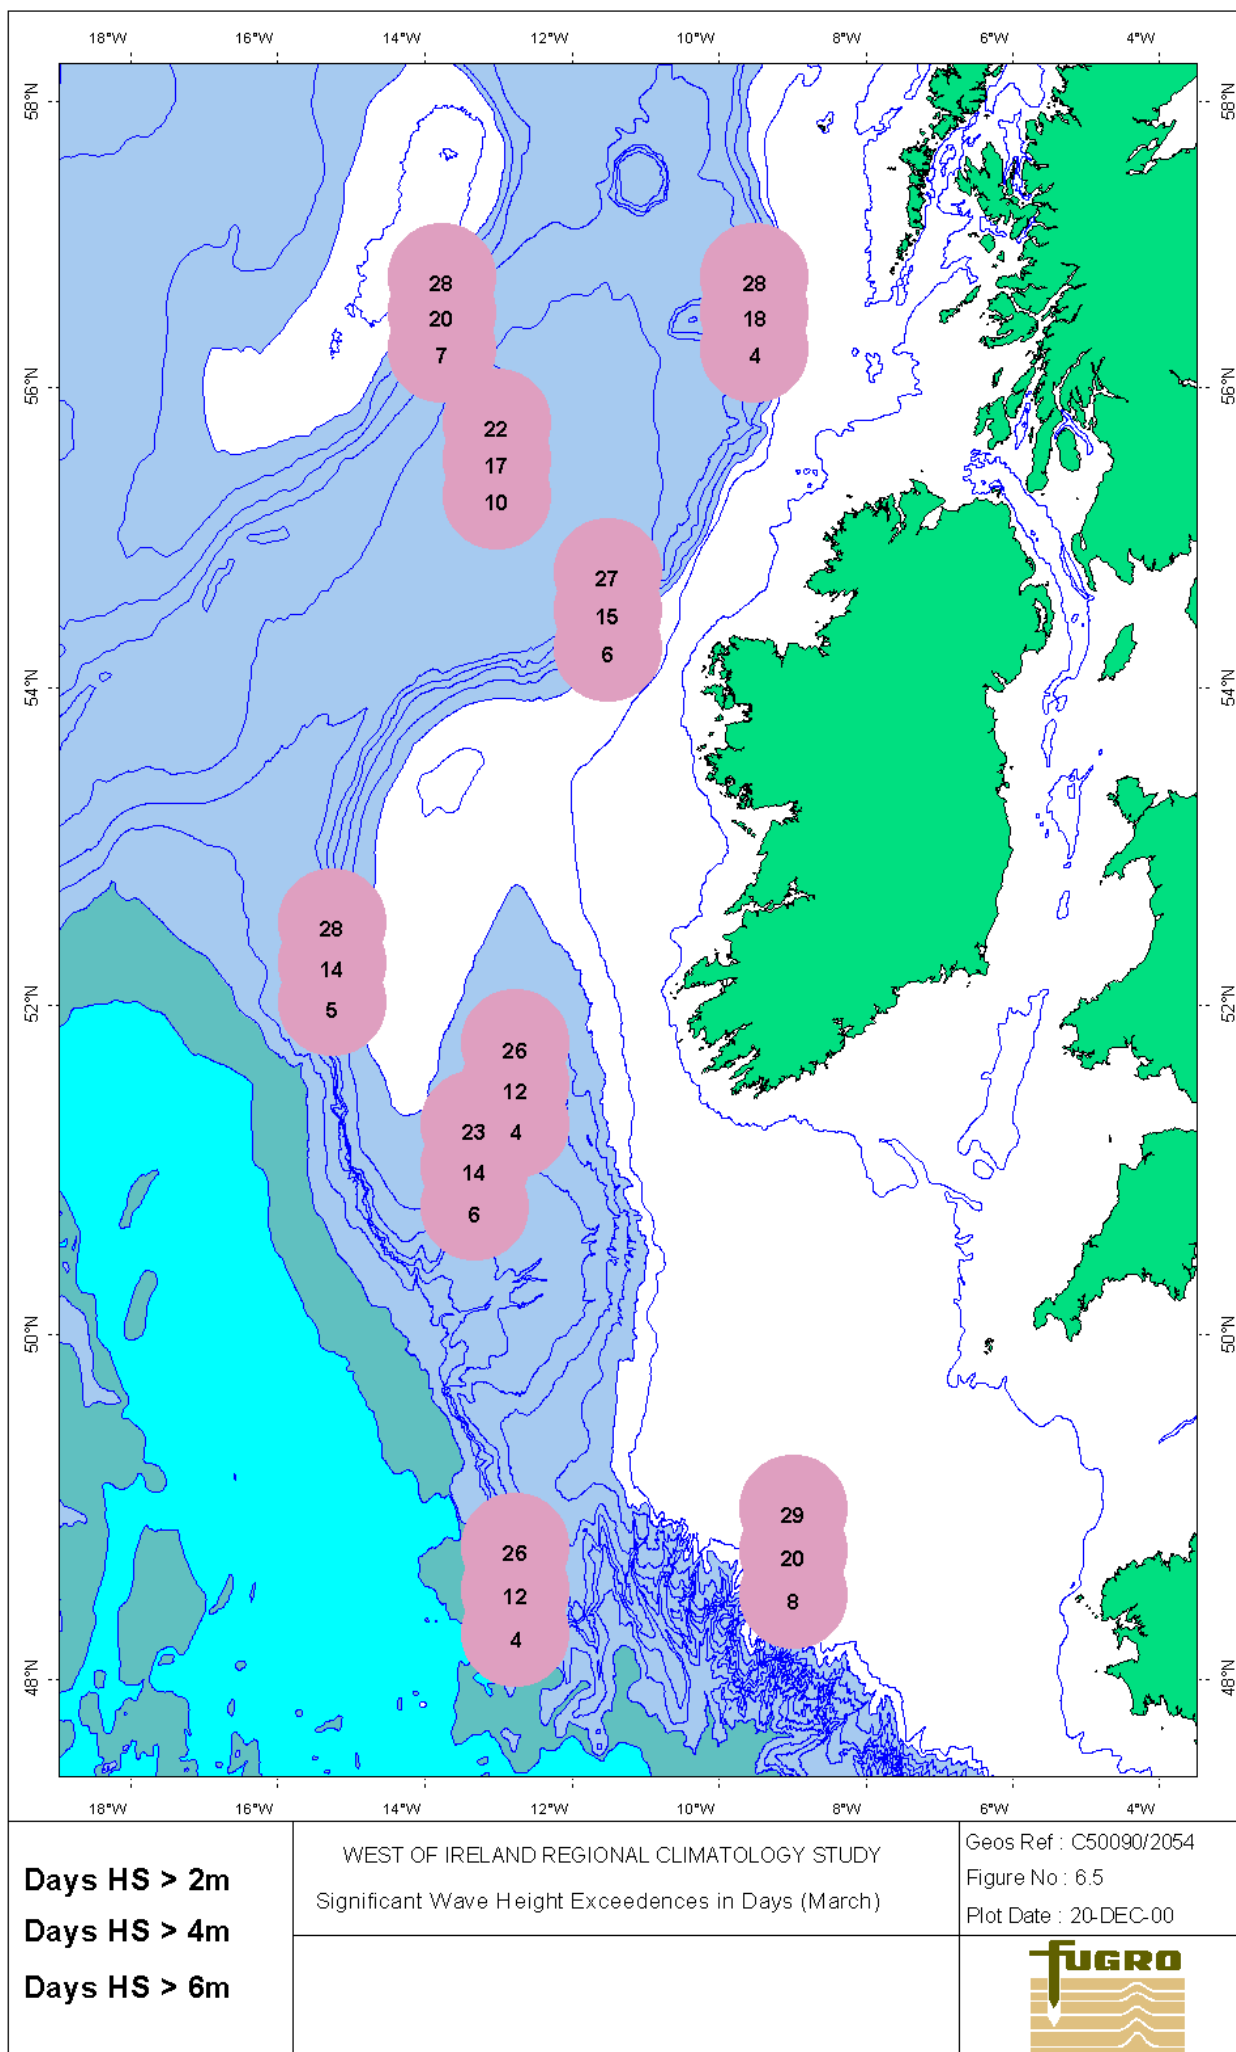 18°W 16°W 14°W 12°W 10°W 8°W 6°W 4°W
58°N 58°N
28 28
20 18
7 4
56°N 56°N
22
17
10
27
15
6
54°N 54°N
28
14
5
52°N 52°N
26
12
23 4
14
6
50°N 50°N
29
26 20
12 8
4
48°N 48°N
18°W 16°W 14°W 12°W 10°W 8°W 6°W 4°W
Days HS > 2m
Days HS > 4m
Days HS > 6m
WEST OF IRELAND REGIONAL CLIMATOLOGY STUDY
Significant Wave Height Exceedences in Days (March)
Geos Ref : C50090/2054
Figure No : 6.5
Plot Date : 20-DEC-00
FUGRO